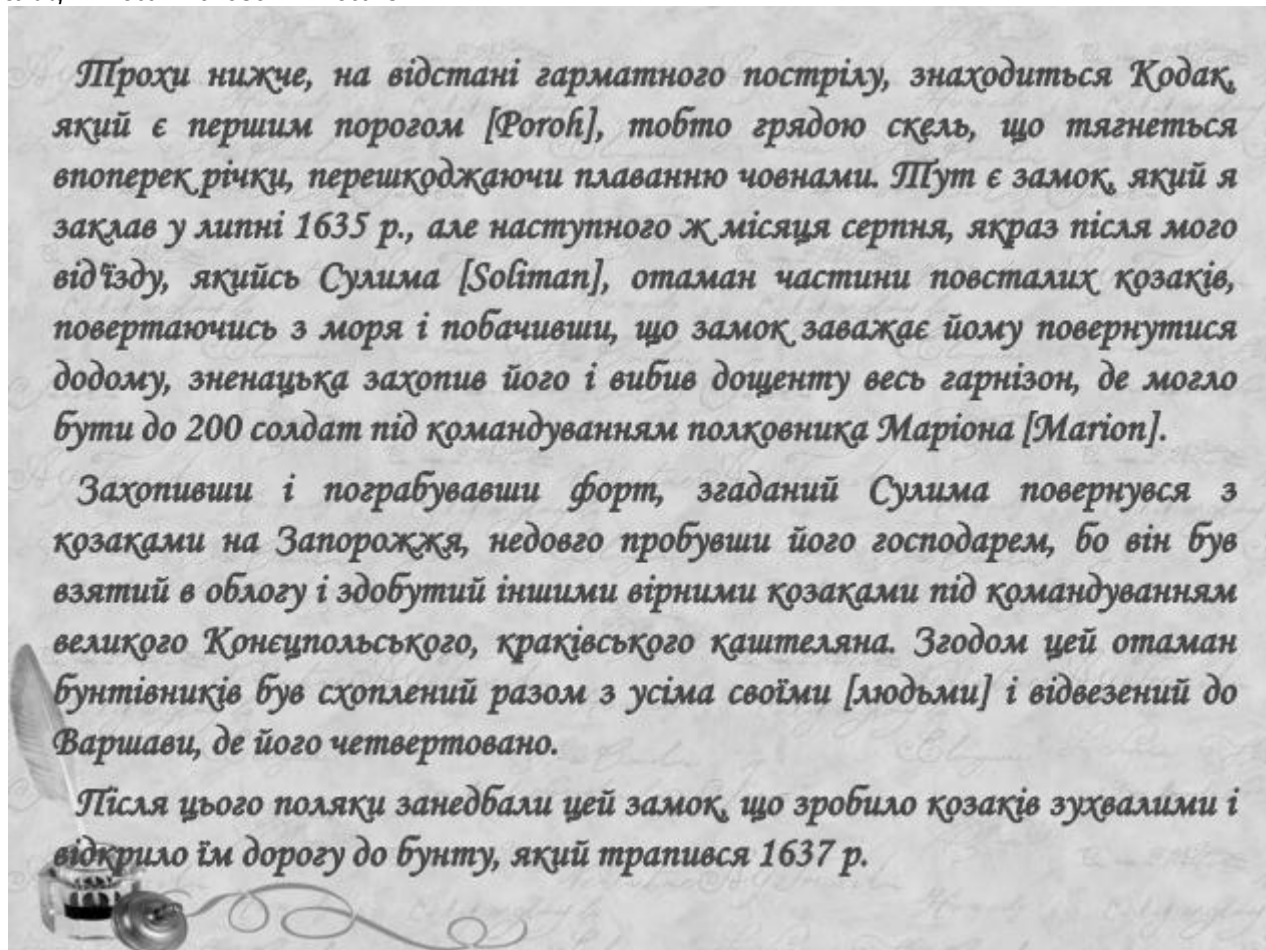 Трохи нижче, на відстані гарматного пострілу, знаходиться Кодак,
який є першим порогом [Poroh], тобто грядою скель, що тягнеться
впоперек річки, перешкоджаючи плаванню човнами. Тут є замок, який я
заклав у липні 1635 р., але наступного ж місяця серпня, якраз після мого
від'їзду, якийсь Сулима [Soliman], отаман частини повсталих козаків,
повертаючись з моря і побачивши, що замок заважає йому повернутися
додому, зненацька захопив його і вибив дощенту весь гарнізон, де могло
бути до 200 солдат під командуванням полковника Маріона [Marion].
Захопивши і пограбувавши форт, згаданий Сулима повернувся з
козаками на Запорожжя, недовго пробувши його господарем, бо він був
взятий в облогу і здобутий іншими вірними козаками під командуванням
великого Конєцпольського, краківського каштеляна. Згодом цей отаман
бунтівників був схоплений разом з усіма своїми [людьми] і відвезений до
Варшави, де його четвертовано.
Після цього поляки занедбали цей замок, що зробило козаків зухвалими і
відкрило їм дорогу до бунту, який трапився 1637 р.